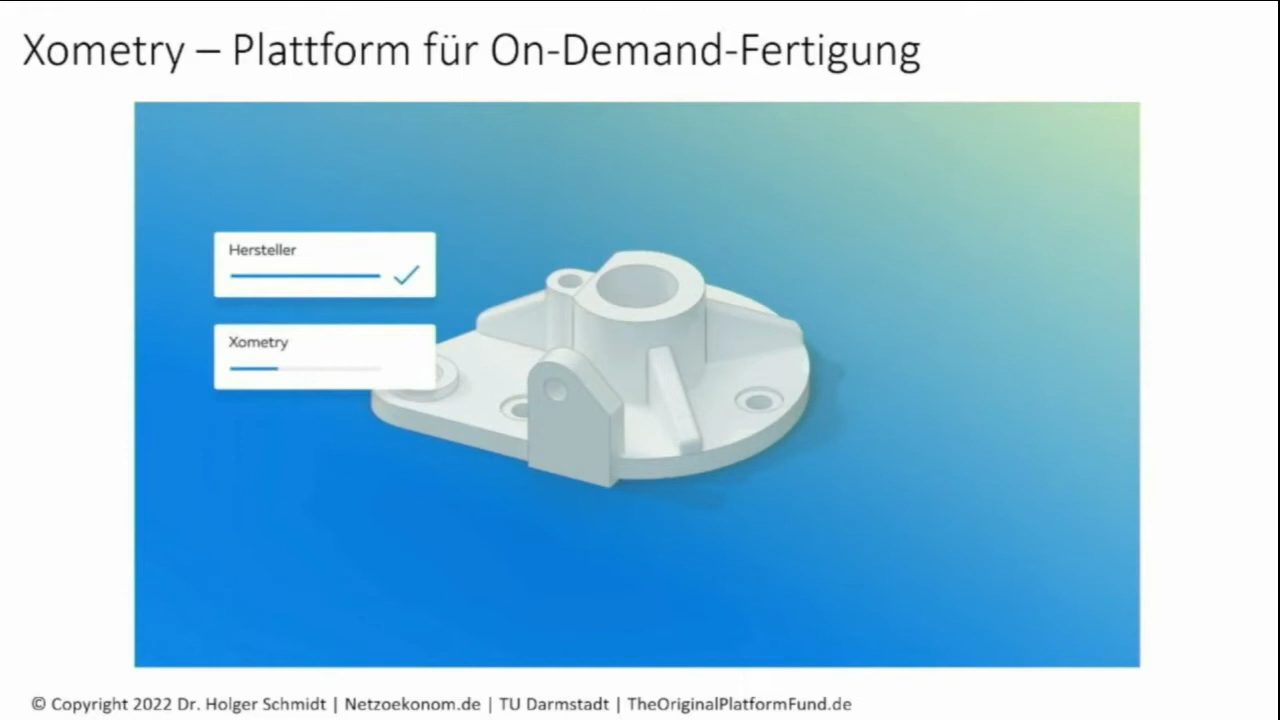 Xometry – Plattform für On-Demand-Fertigung
Hersteller
Xometry
© Copyright 2022 Dr. Holger Schmidt | Netzoekonom.de | TU Darmstadt | TheOriginalPlatformFund.de